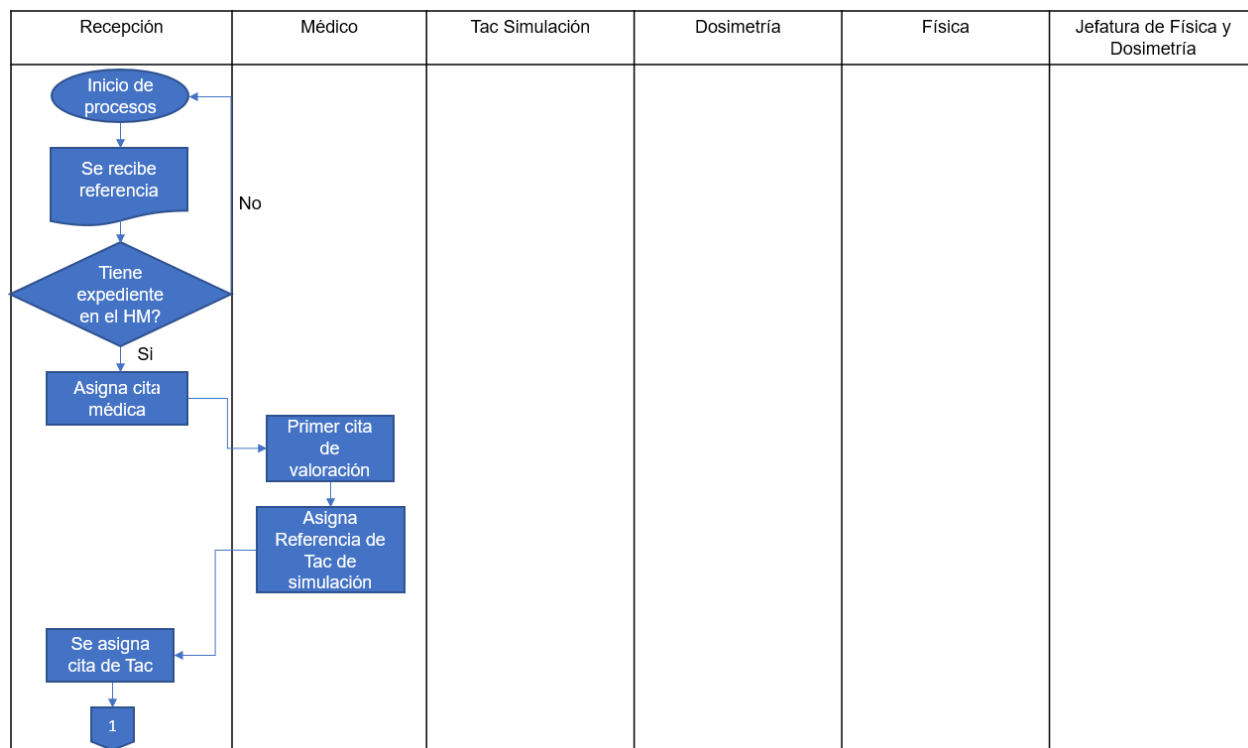 Recepción
Médico
Tac Simulación
Dosimetría
Física
Jefatura de Física y
Dosimetría
Inicio de
procesos
Se recibe
referencia
No
Tiene
expediente
en el HM?
Si
Asigna cita
médica
Primer cita
de
valoración
Asigna
Referencia de
Tac de
simulación
Se asigna
cita de Tac
1